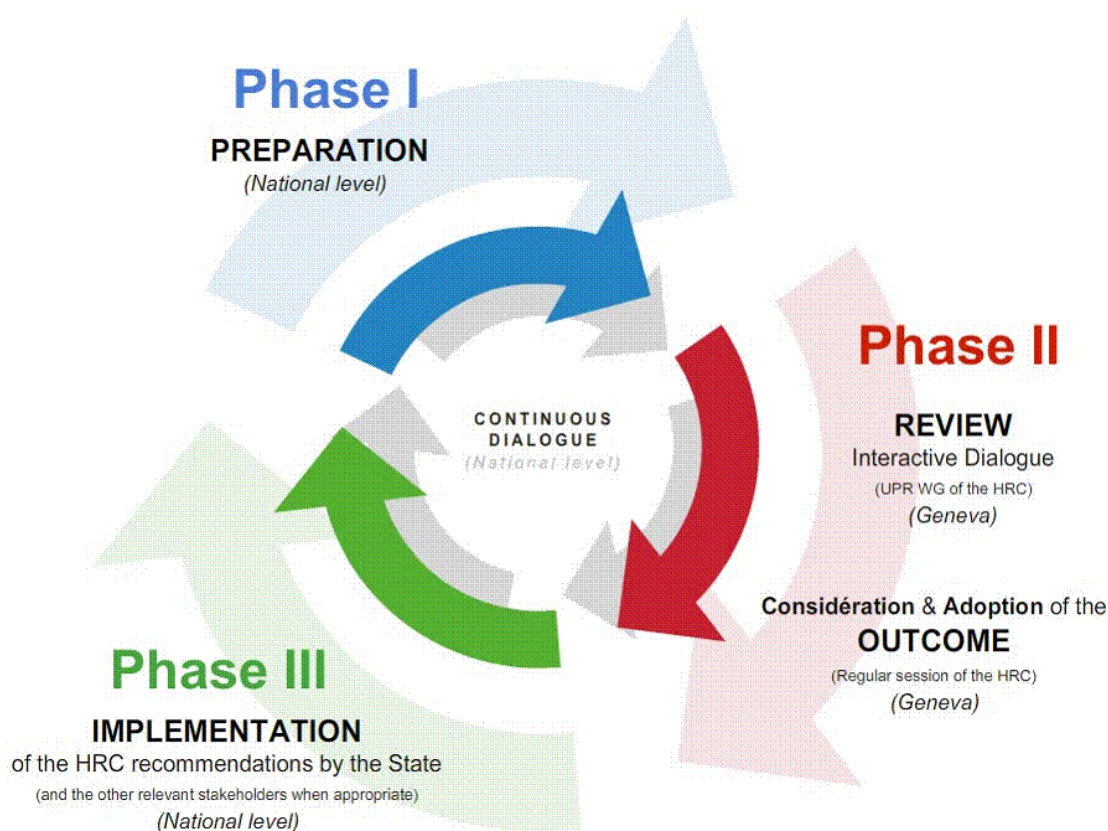 Phase I
PREPARATION
(National level)
Phase II
REVIEW
Interactive Dialogue
(UPR WG of the HRC)
(Geneva)
Considération & Adoption of the
OUTCOME
(Regular session of the HRC)
(Geneva)
Phase III
IMPLEMENTATION
of the HRC recommendations by the State
(and the other relevant stakeholders when appropriate)
(National level)
CONTINUOUS
DIALOGUE
(National level)